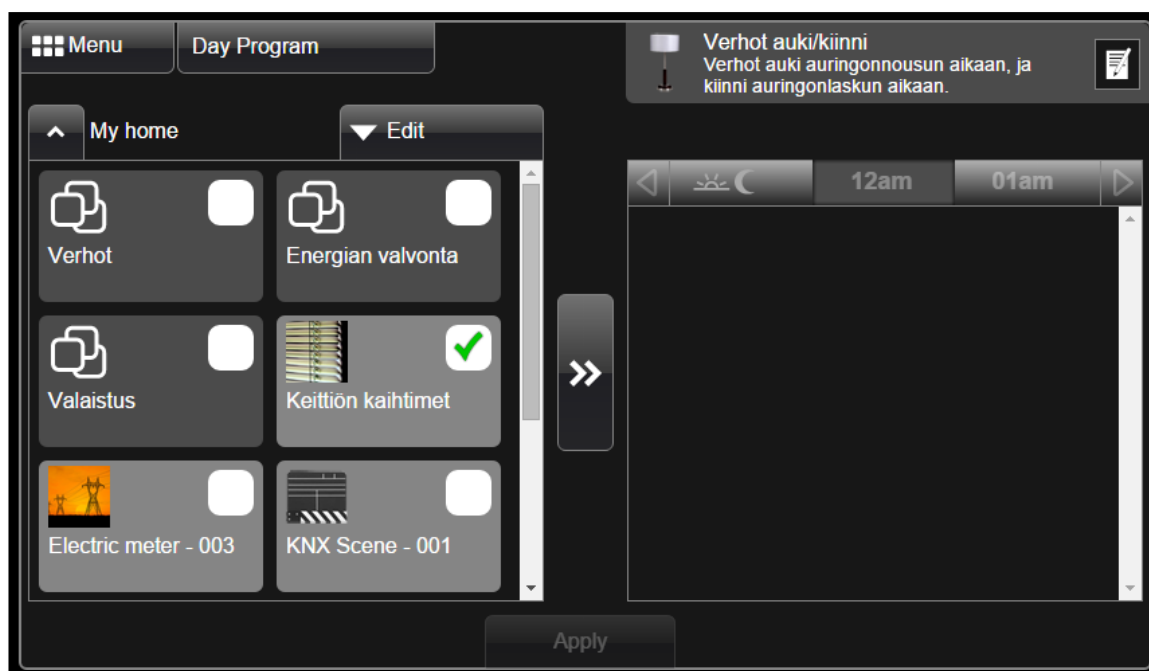 Menu
Day Program
Verhot auki/kiinni
Verhot auki auringonnousun aikaan, ja
kiinni auringonlaskun aikaan.
My home
Edit
12am
01am
Verhot
Energian valvonta
Valaistus
Keittiön kaihtimet
Electric meter - 003
KNX Scene - 001
Apply